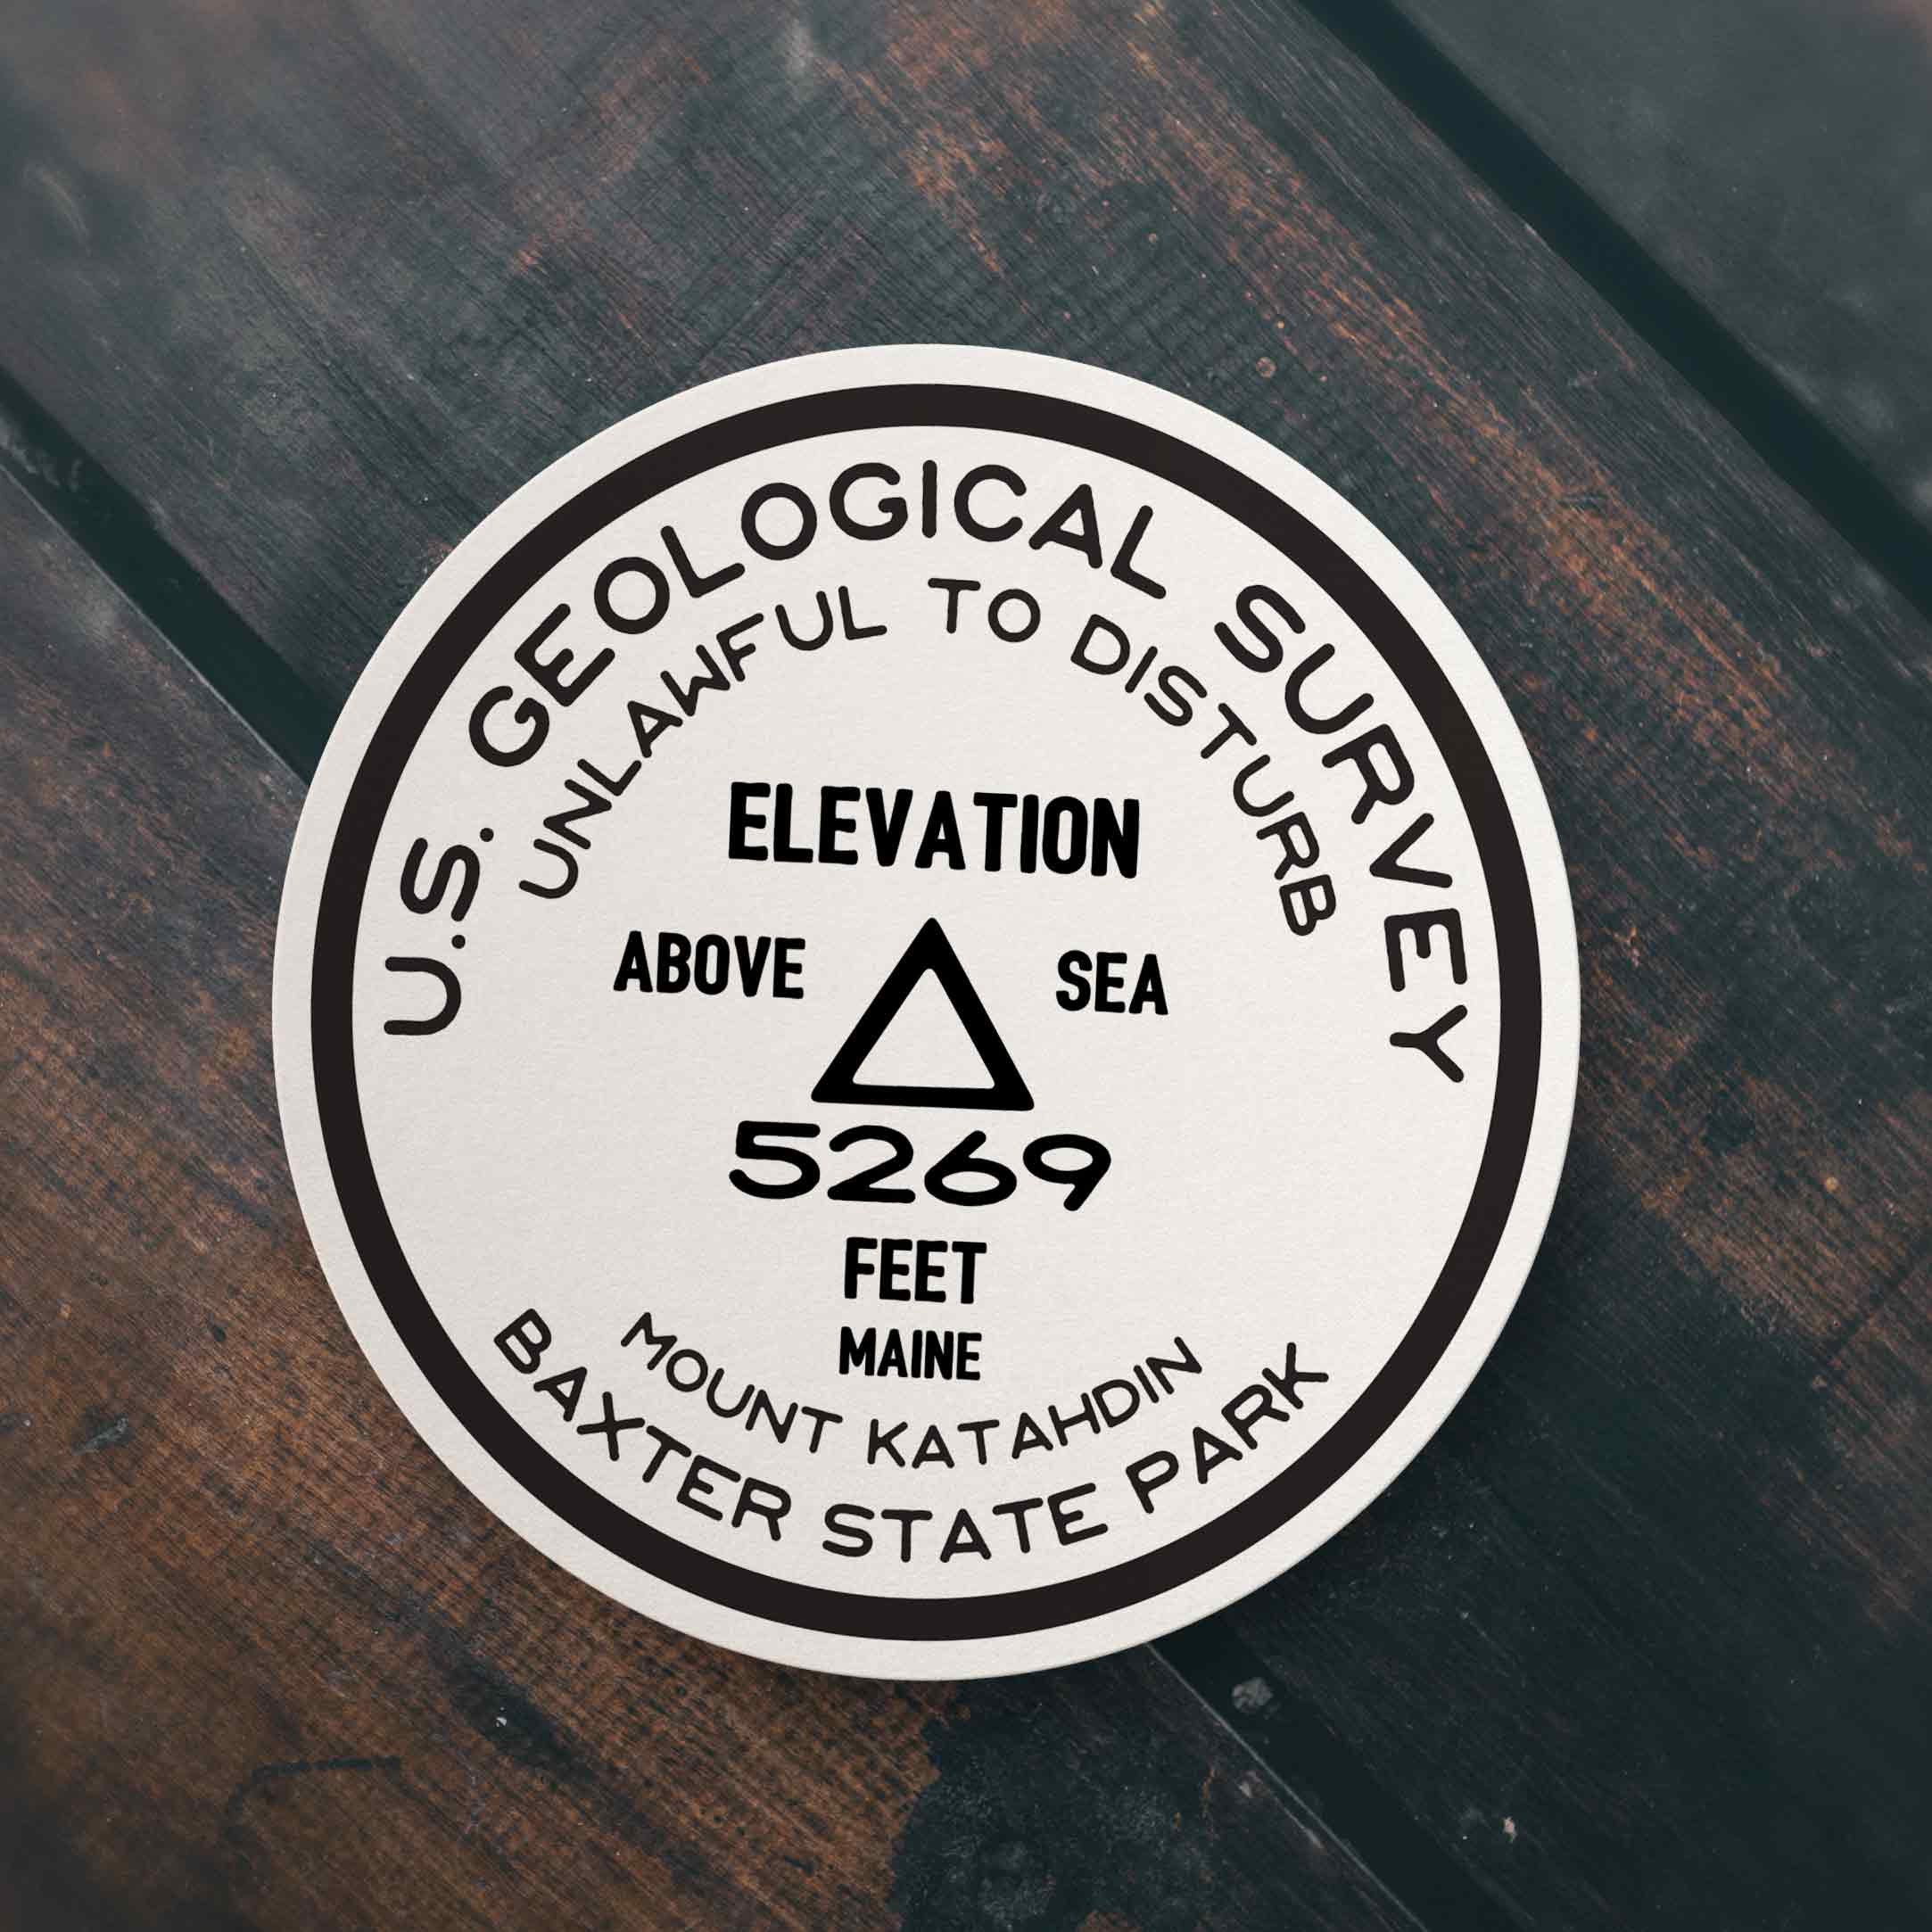 U.S. GEOLOGICAL SURVEY
UNLAWFUL TO DISTURB
ELEVATION
ABOVE SEA
5269
FEET
MAINE
MOUNT KATAHDIN
BAXTER STATE PARK